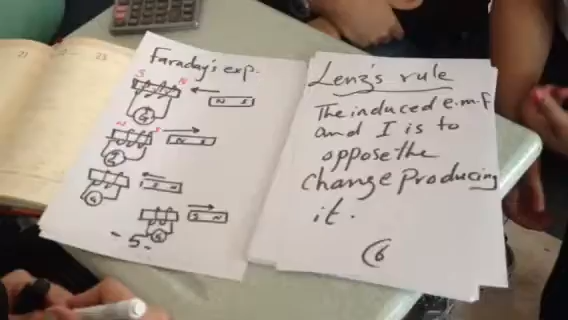 Faraday's exp.
S N
N S
N S
N S
S N
S N
- 5 -
Lenz's rule
The induced e.m.f
and I is to
oppose the
change producing
it.
(6